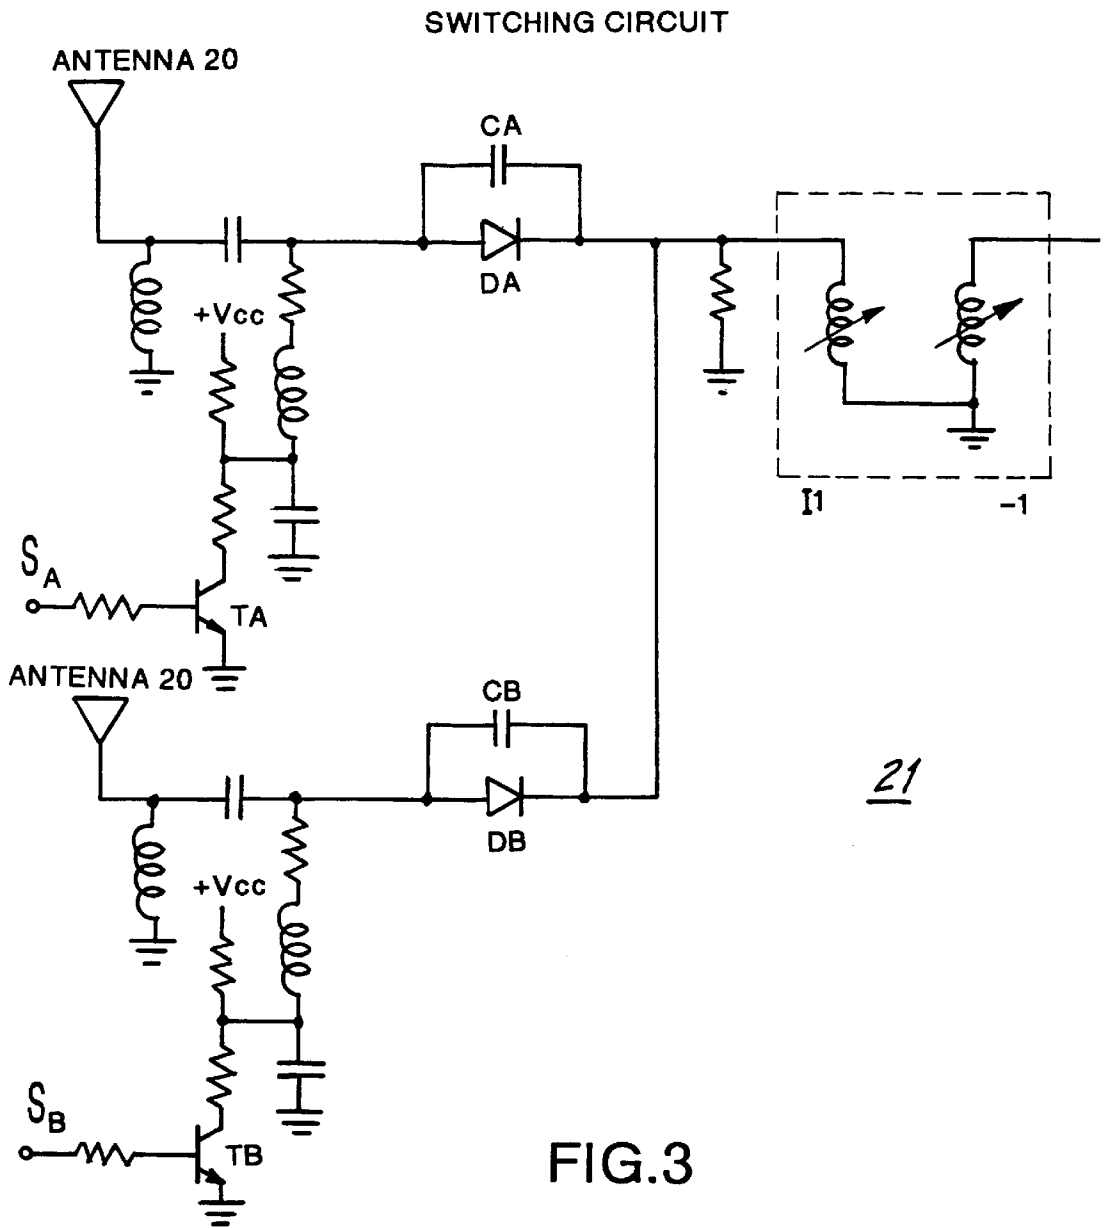 SWITCHING CIRCUIT
ANTENNA 20
CA
DA
+Vcc
I1
-1
SA
TA
ANTENNA 20
CB
21
DB
+Vcc
SB
TB
FIG.3